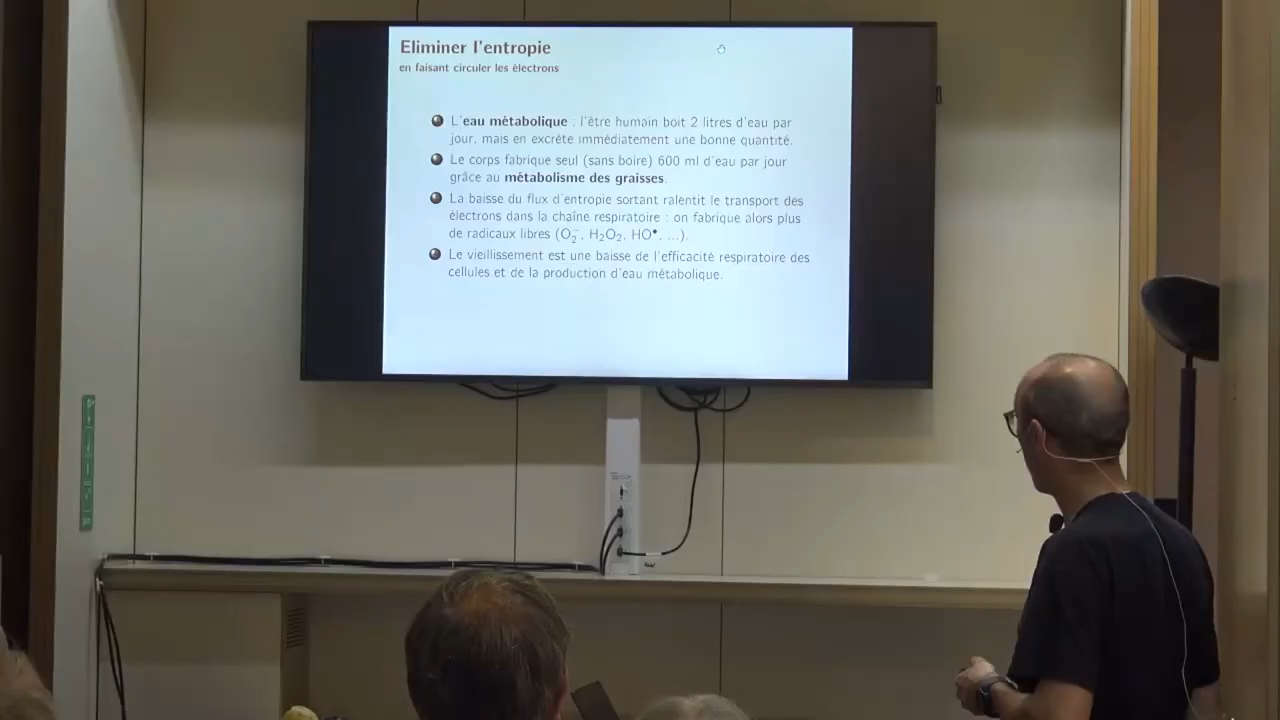 Eliminer l'entropie
en faisant circuler les électrons
L'eau métabolique : l'être humain boit 2 litres d'eau par
jour, mais en excrète immédiatement une bonne quantité.
Le corps fabrique seul (sans boire) 600 ml d'eau par jour
grâce au métabolisme des graisses.
La baisse du flux d'entropie sortant ralentit le transport des
électrons dans la chaîne respiratoire : on fabrique alors plus
de radicaux libres (O₂⁻, H₂O₂, HO•, ...).
Le vieillissement est une baisse de l'efficacité respiratoire des
cellules et de la production d'eau métabolique.